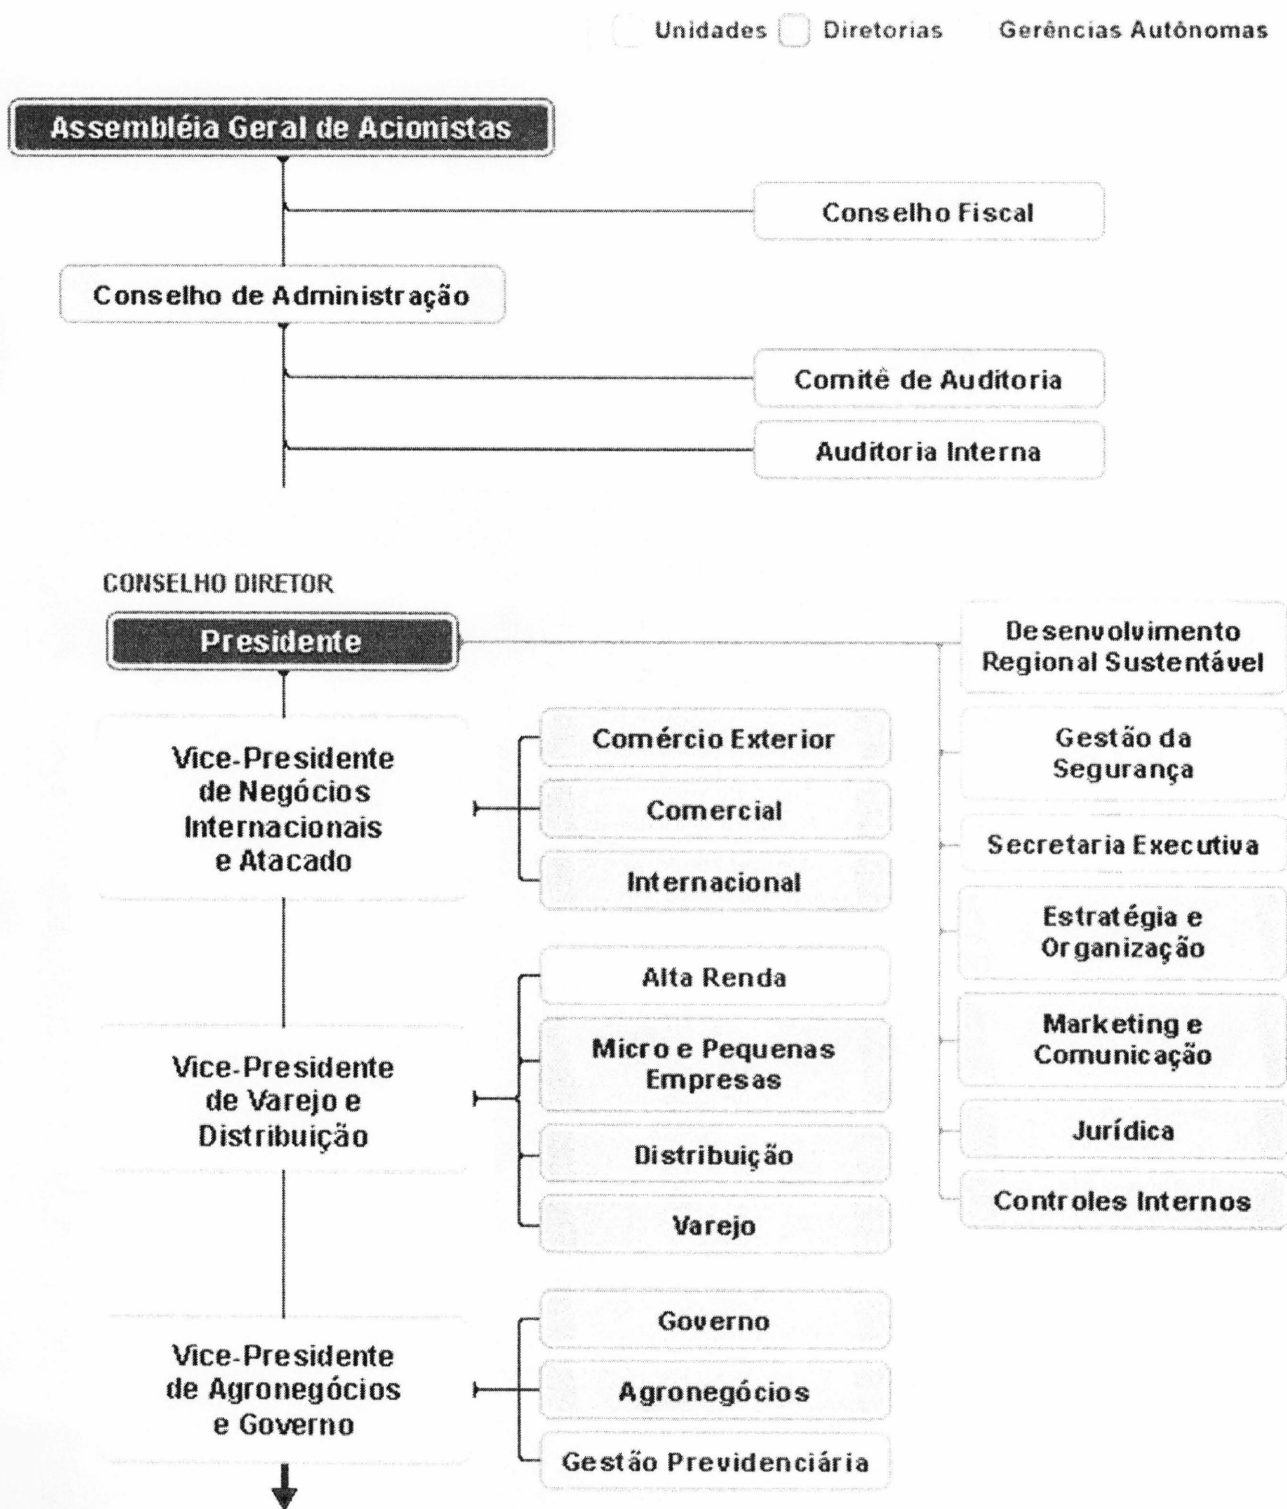 Unidades
Diretorias
Gerências Autônomas
Assembléia Geral de Acionistas
Conselho Fiscal
Conselho de Administração
Comitê de Auditoria
Auditoria Interna
CONSELHO DIRETOR
Presidente
Desenvolvimento
Regional Sustentável
Gestão da
Segurança
Secretaria Executiva
Estratégia e
Organização
Marketing e
Comunicação
Jurídica
Controles Internos
Vice-Presidente
de Negócios
Internacionais
e Atacado
Comércio Exterior
Comercial
Internacional
Vice-Presidente
de Varejo e
Distribuição
Alta Renda
Micro e Pequenas
Empresas
Distribuição
Varejo
Vice-Presidente
de Agronegócios
e Governo
Governo
Agronegócios
Gestão Previdenciária